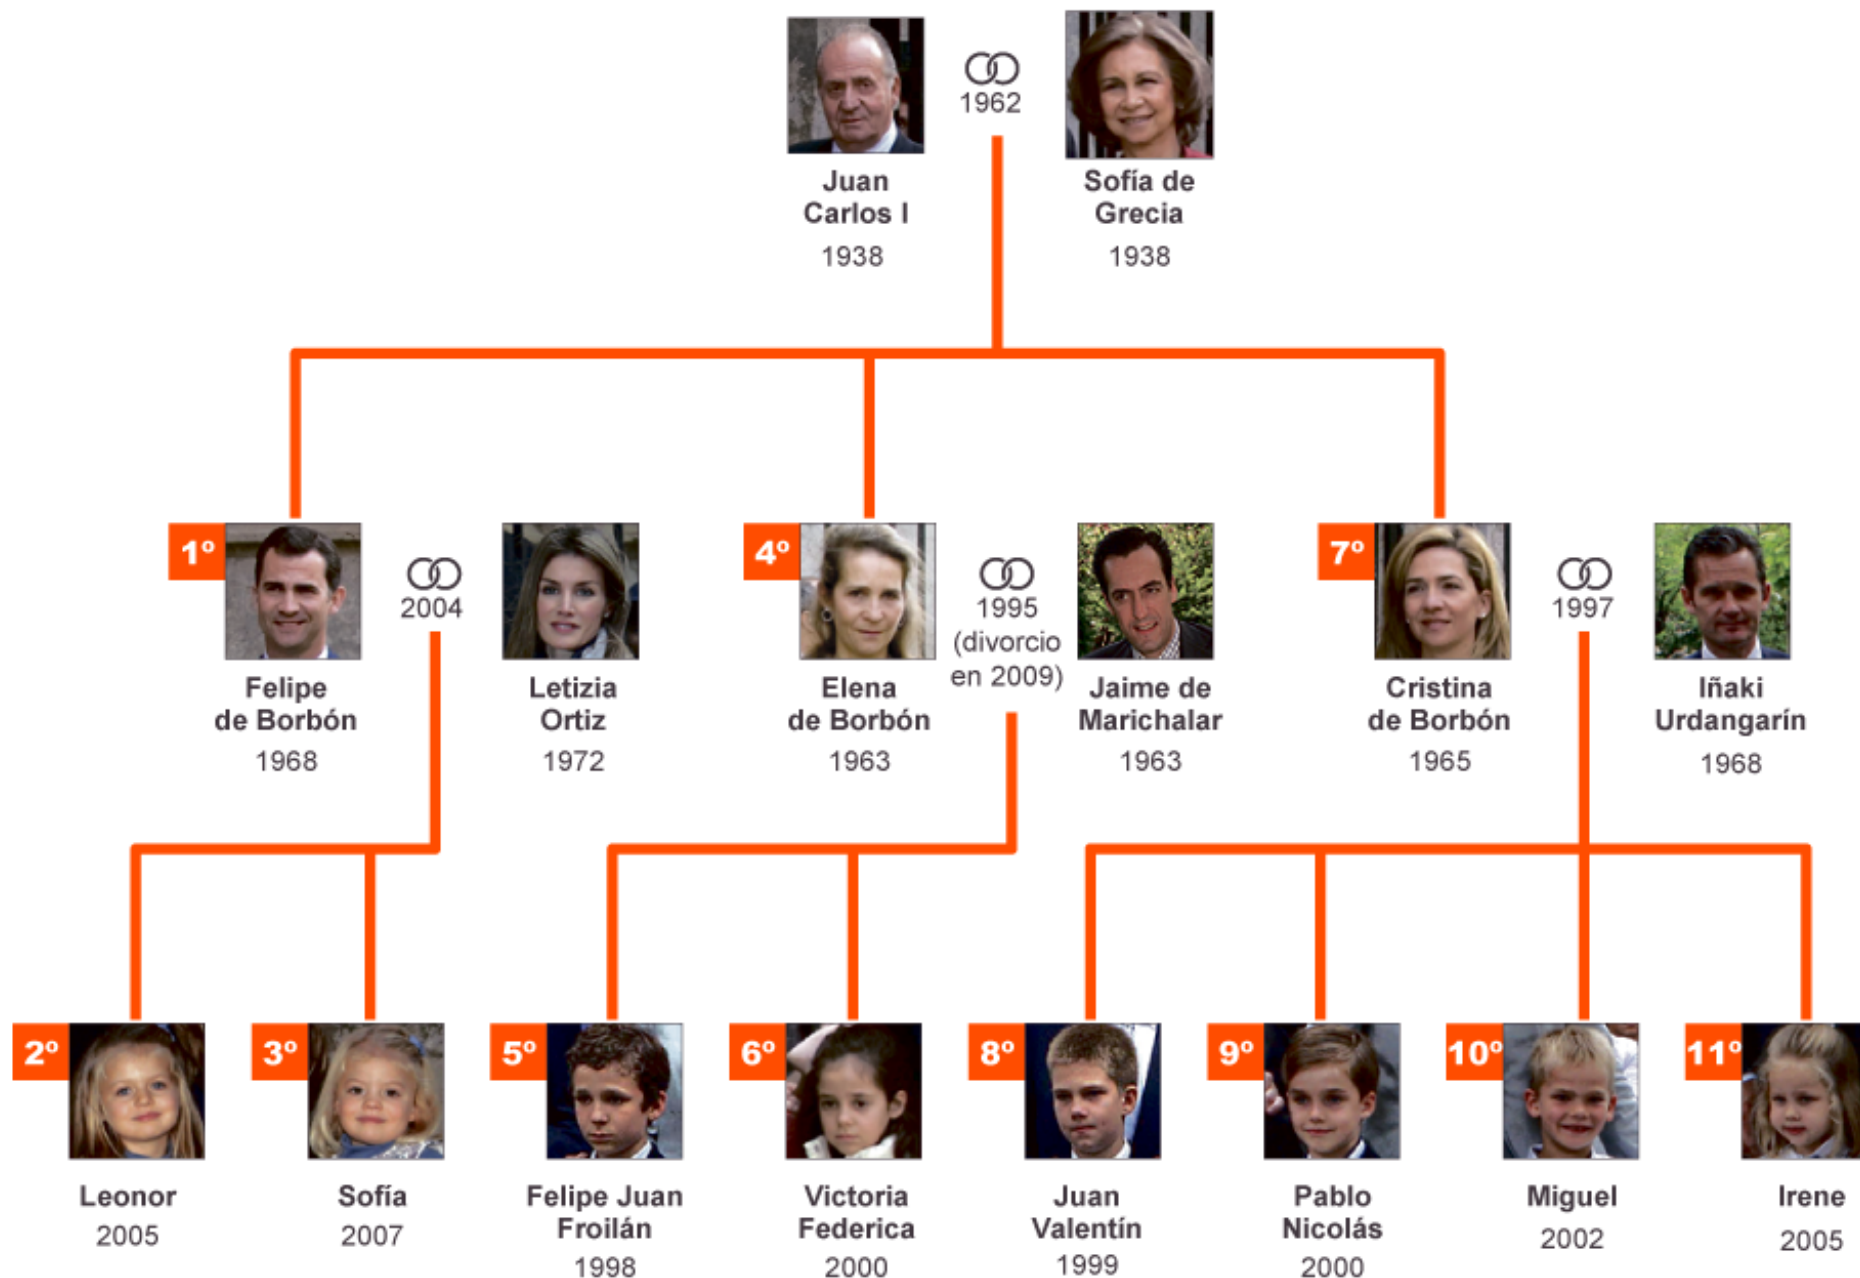 1962
Juan
Carlos I
1938
Sofía de
Grecia
1938
1º
Felipe
de Borbón
1968
2004
Letizia
Ortiz
1972
4º
Elena
de Borbón
1963
1995
(divorcio
en 2009)
Jaime de
Marichalar
1963
7º
Cristina
de Borbón
1965
1997
Iñaki
Urdangarín
1968
2º
Leonor
2005
3º
Sofía
2007
5º
Felipe Juan
Froilán
1998
6º
Victoria
Federica
2000
8º
Juan
Valentín
1999
9º
Pablo
Nicolás
2000
10º
Miguel
2002
11º
Irene
2005